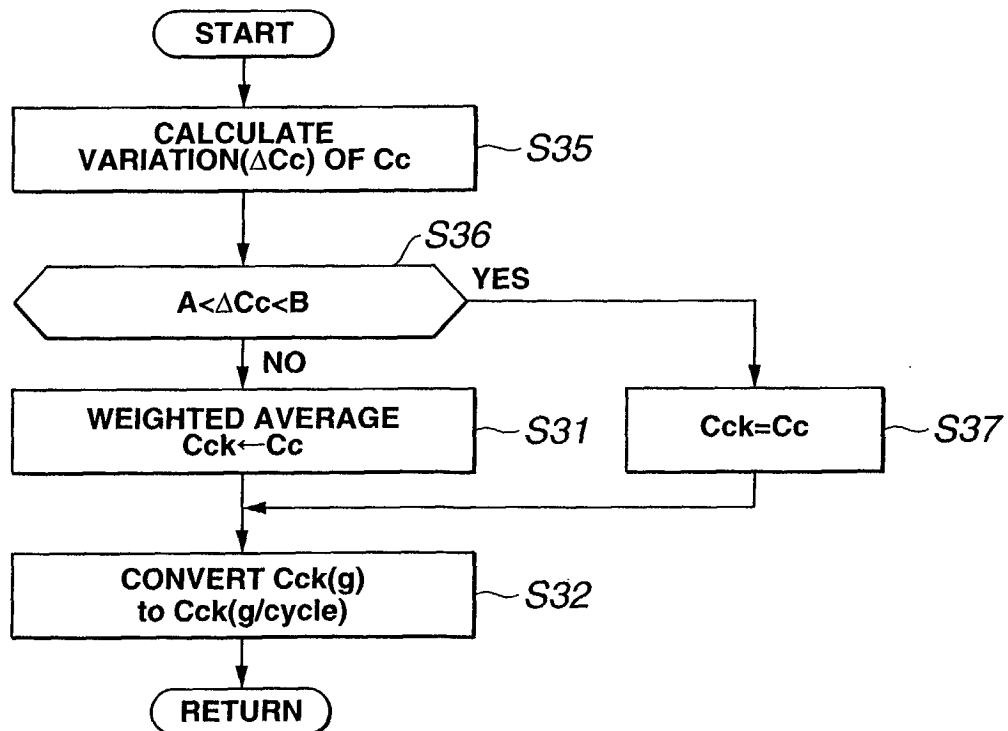 START
CALCULATE
VARIATION(ΔCc) OF Cc
S35
S36
A<ΔCc<B
YES
NO
WEIGHTED AVERAGE
Cck←Cc
S31
Cck=Cc
S37
CONVERT Cck(g)
to Cck(g/cycle)
S32
RETURN